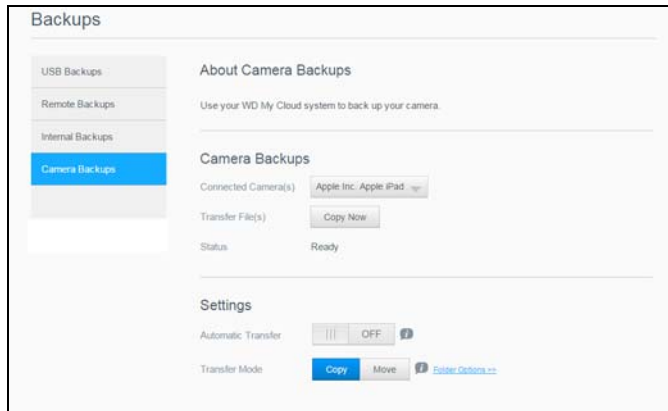 Backups
USB Backups
Remote Backups
Internal Backups
Camera Backups
About Camera Backups
Use your WD My Cloud system to back up your camera.
Camera Backups
Connected Camera(s) Apple Inc. Apple iPad
Transfer File(s) Copy Now
Status Ready
Settings
Automatic Transfer OFF i
Transfer Mode Copy Move i Folder Options >>